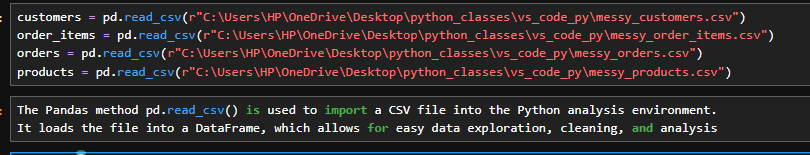 customers = pd.read_csv(r"C:\Users\HP\OneDrive\Desktop\python_classes\vs_code_py\messy_customers.csv")
order_items = pd.read_csv(r"C:\Users\HP\OneDrive\Desktop\python_classes\vs_code_py\messy_order_items.csv")
orders = pd.read_csv(r"C:\Users\HP\OneDrive\Desktop\python_classes\vs_code_py\messy_orders.csv")
products = pd.read_csv(r"C:\Users\HP\OneDrive\Desktop\python_classes\vs_code_py\messy_products.csv")
The Pandas method pd.read_csv() is used to import a CSV file into the Python analysis environment.
It loads the file into a DataFrame, which allows for easy data exploration, cleaning, and analysis